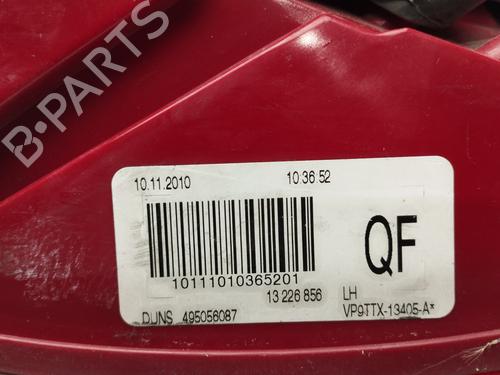 B-PARTS
10.11.2010 10:36:52
QF
10111010365201
13 226 856 LH
DUNS 495056087 VP9TTX-13405-A*